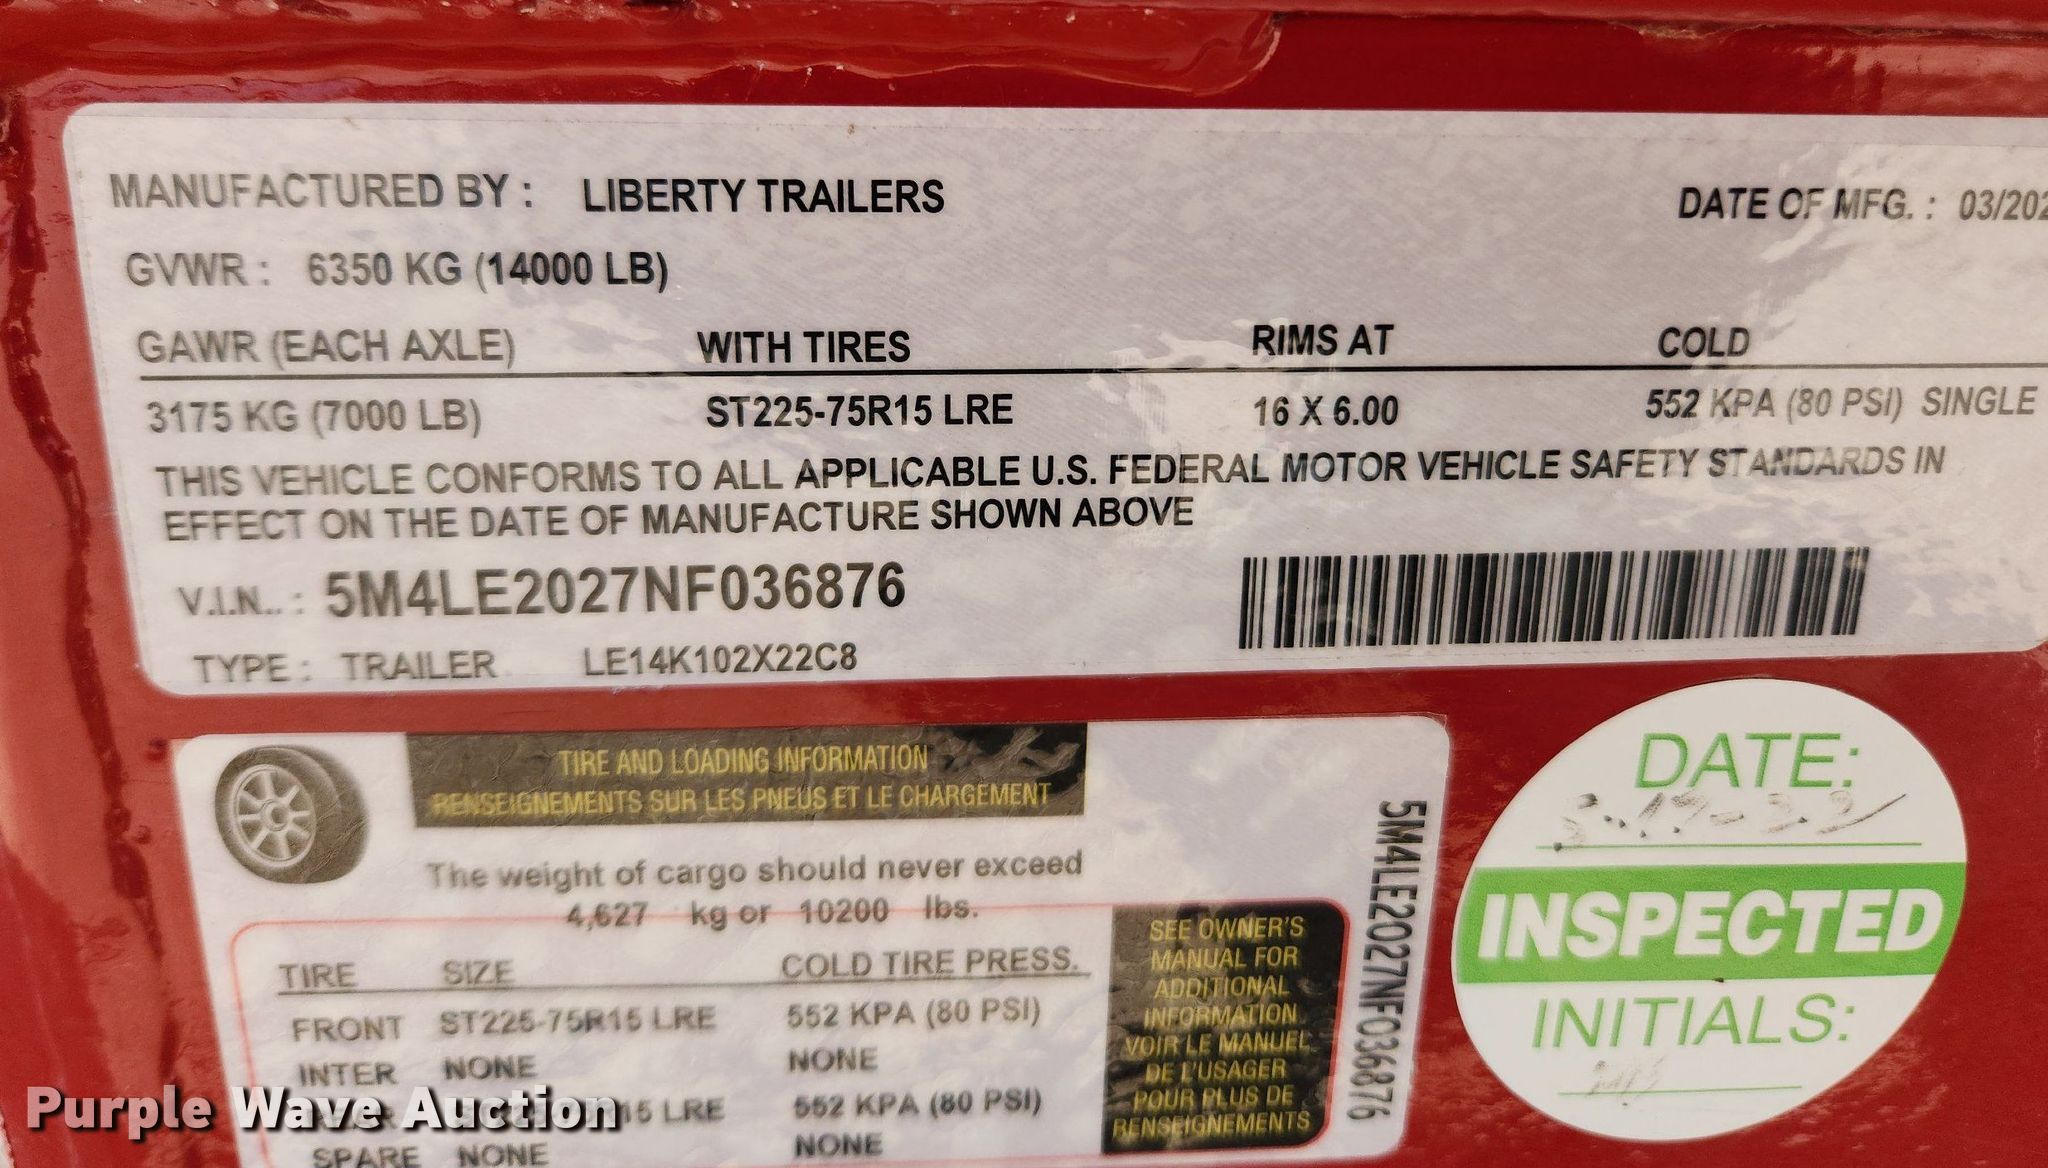 MANUFACTURED BY : LIBERTY TRAILERS DATE OF MFG. : 03/202
GVWR : 6350 KG (14000 LB)
GAWR (EACH AXLE) WITH TIRES RIMS AT COLD
3175 KG (7000 LB) ST225-75R15 LRE 16 X 6.00 552 KPA (80 PSI) SINGLE
THIS VEHICLE CONFORMS TO ALL APPLICABLE U.S. FEDERAL MOTOR VEHICLE SAFETY STANDARDS IN
EFFECT ON THE DATE OF MANUFACTURE SHOWN ABOVE
V.I.N.. : 5M4LE2027NF036876
TYPE : TRAILER LE14K102X22C8
TIRE AND LOADING INFORMATION
RENSEIGNEMENTS SUR LES PNEUS ET LE CHARGEMENT
The weight of cargo should never exceed
4,627 kg or 10200 lbs.
TIRE SIZE COLD TIRE PRESS.
FRONT ST225-75R15 LRE 552 KPA (80 PSI)
INTER NONE NONE
15 LRE 552 KPA (80 PSI)
SPARE NONE NONE
SEE OWNER'S
MANUAL FOR
ADDITIONAL
INFORMATION
VOIR LE MANUEL
DE L'USAGER
POUR PLUS DE
RENSEIGNEMENTS
5M4LE2027NF036876
DATE:
INSPECTED
INITIALS:
Purple Wave Auction